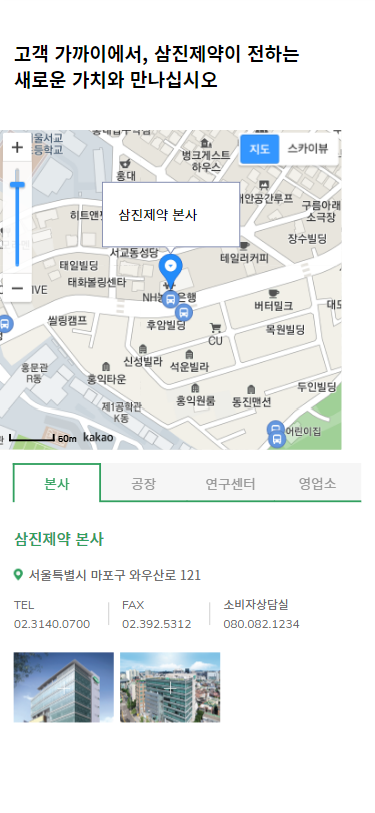 고객 가까이에서, 삼진제약이 전하는
새로운 가치와 만나십시오
울서교
등학교
홍대
벙크게스트
하우스
지도
스카이뷰
삼진제약 본사
안공간루프
구름아래
소극장
히트앤
장수월드
서교동성당
테일러커피
태일빌딩
태화볼링센타
IVE
NH농
은행
버터밀크
씽링캠프
후암빌딩
CU
목원빌딩
홍문관
R동
신성빌라
석운빌라
홍익타운
두인빌딩
제1공학관
K동
홍익원룸
동진맨션
어린이집
60m
kakao
본사
공장
연구센터
영업소
삼진제약 본사
서울특별시 마포구 와우산로 121
TEL
FAX
소비자상담실
02.3140.0700
02.392.5312
080.082.1234